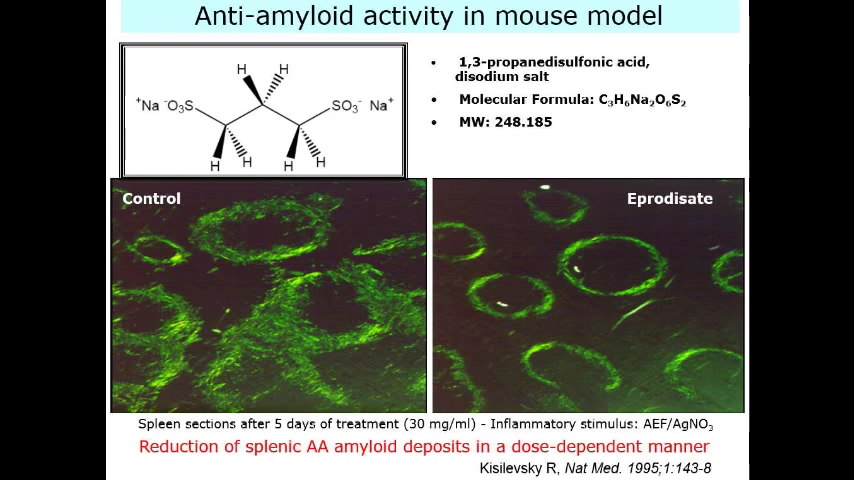 Anti-amyloid activity in mouse model
H H
⁺Na ⁻O₃S SO₃⁻ Na⁺
H H H H
• 1,3-propanedisulfonic acid,
disodium salt
• Molecular Formula: C₃H₆Na₂O₆S₂
• MW: 248.185
Control
Eprodisate
Spleen sections after 5 days of treatment (30 mg/ml) - Inflammatory stimulus: AEF/AgNO₃
Reduction of splenic AA amyloid deposits in a dose-dependent manner
Kisilevsky R, Nat Med. 1995;1:143-8